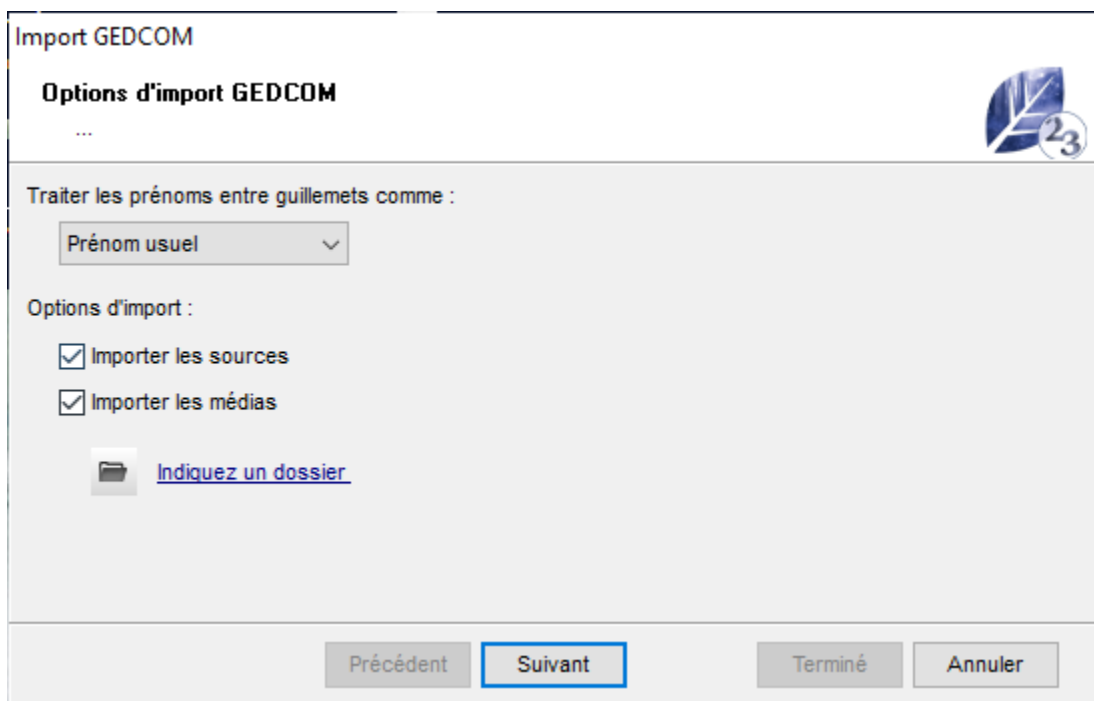 Import GEDCOM
Options d'import GEDCOM
...
23
Traiter les prénoms entre guillemets comme :
Prénom usuel
Options d'import :
Importer les sources
Importer les médias
Indiquez un dossier
Précédent Suivant Terminé Annuler